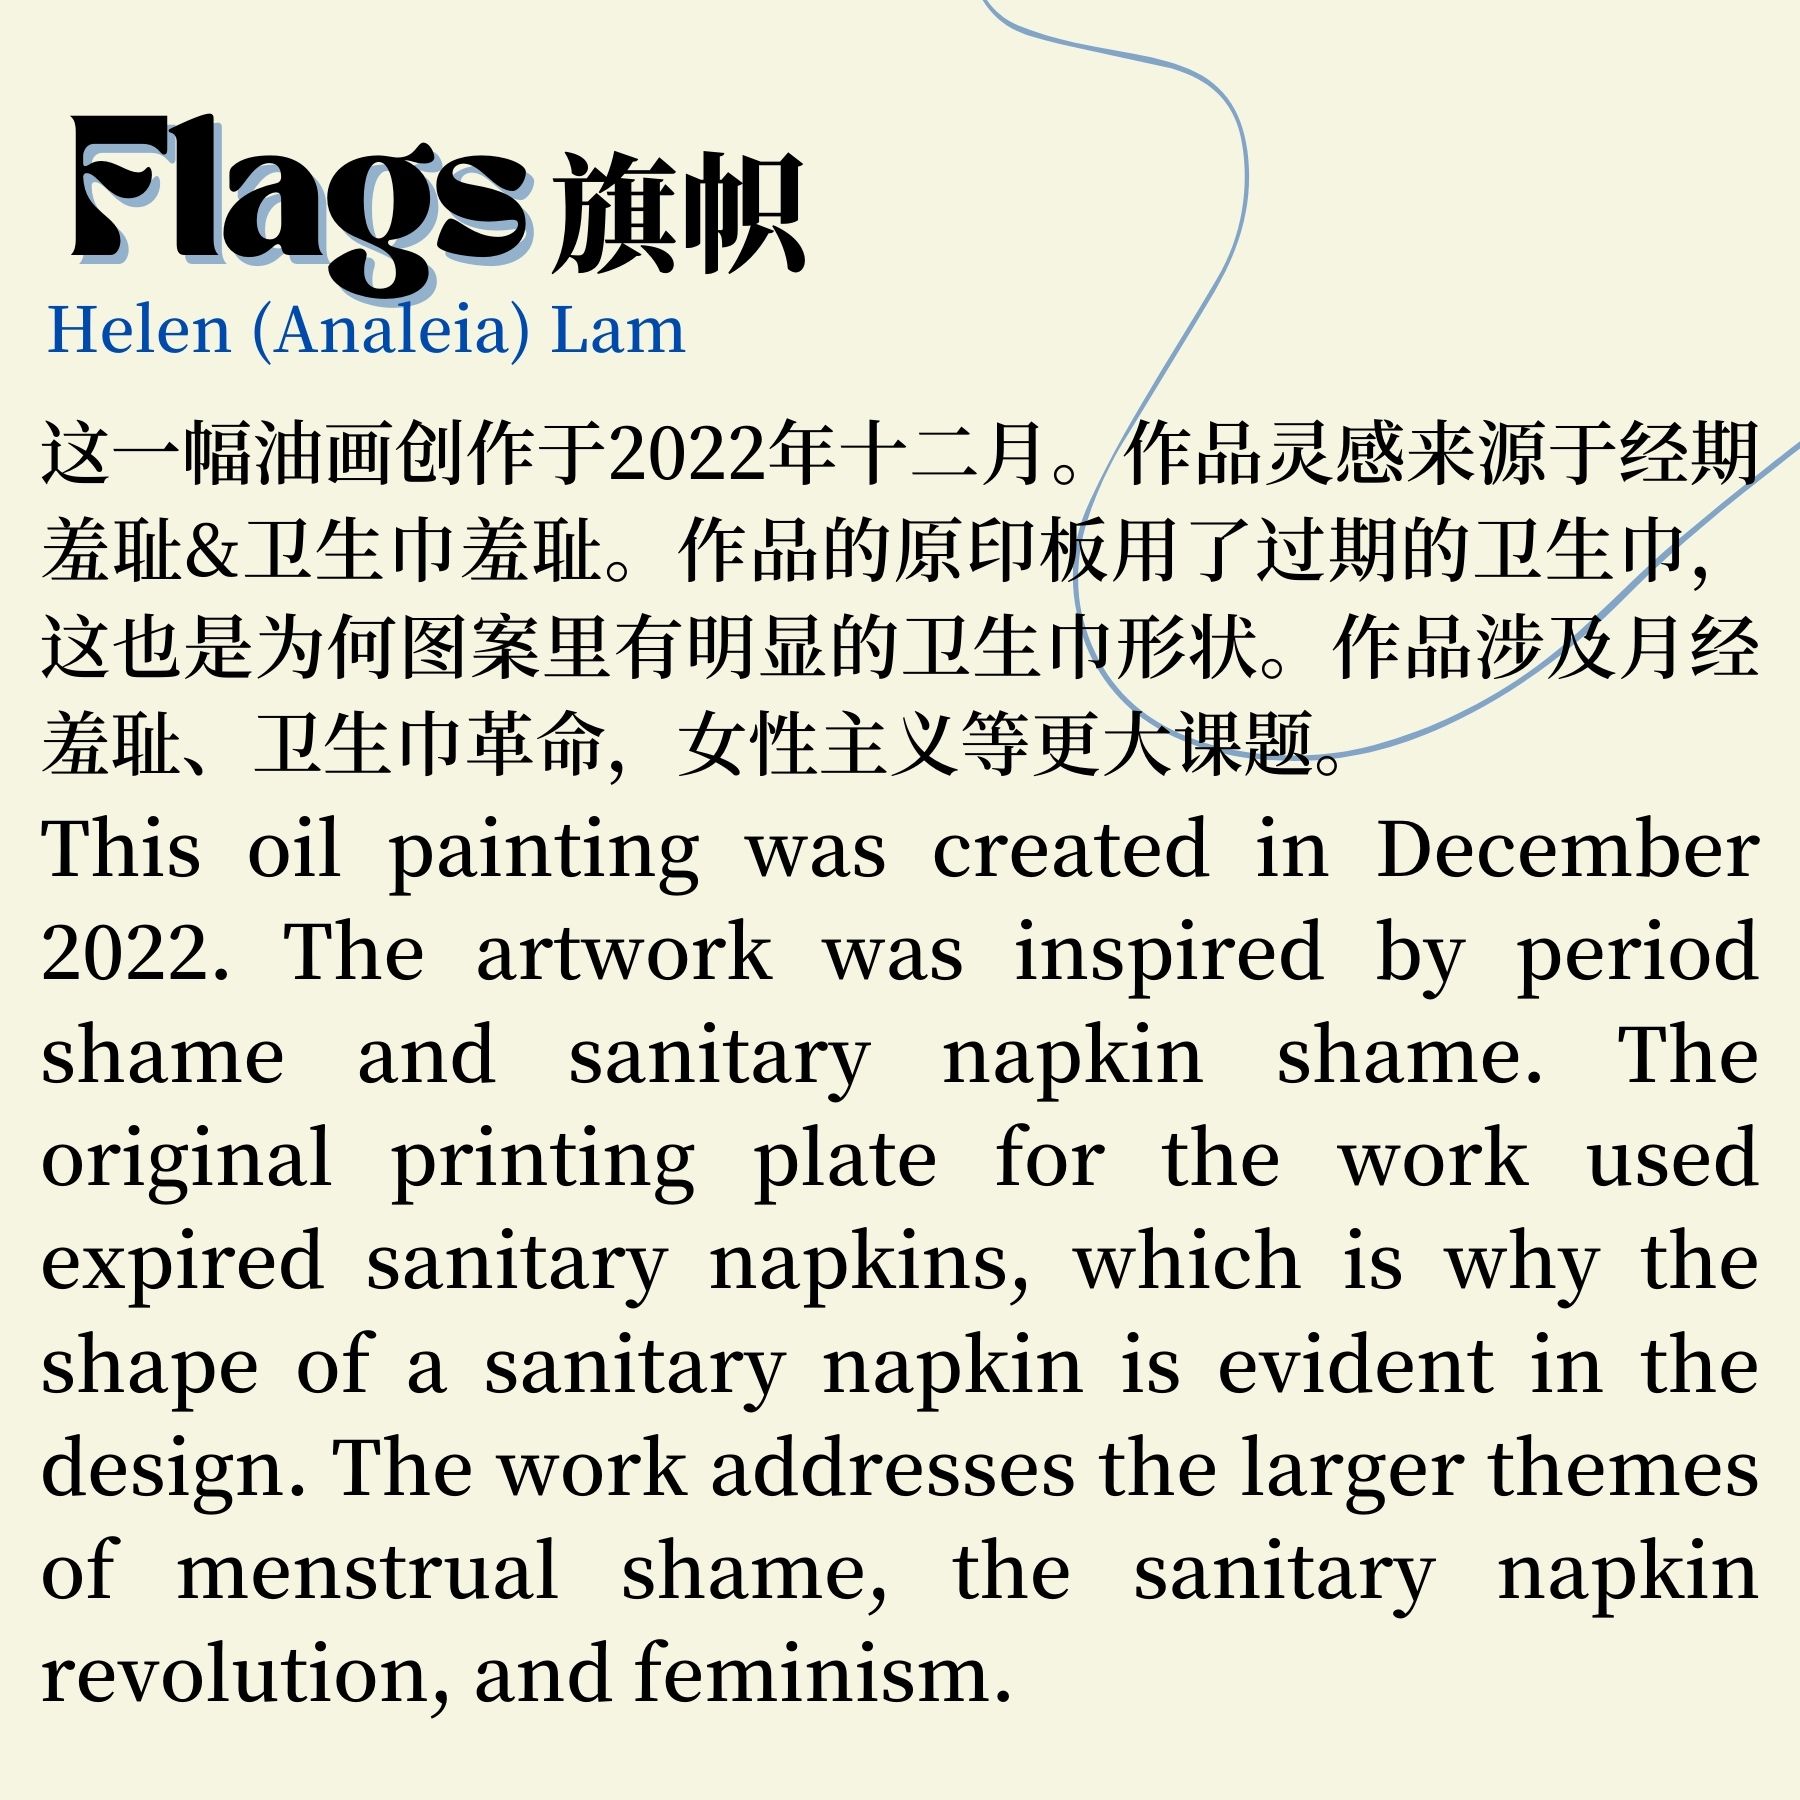 Flags 旗帜
Helen (Analeia) Lam
这一幅油画创作于2022年十二月。作品灵感来源于经期
羞耻&卫生巾羞耻。作品的原印板用了过期的卫生巾，
这也是为何图案里有明显的卫生巾形状。作品涉及月经
羞耻、卫生巾革命，女性主义等更大课题。
This oil painting was created in December
2022. The artwork was inspired by period
shame and sanitary napkin shame. The
original printing plate for the work used
expired sanitary napkins, which is why the
shape of a sanitary napkin is evident in the
design. The work addresses the larger themes
of menstrual shame, the sanitary napkin
revolution, and feminism.